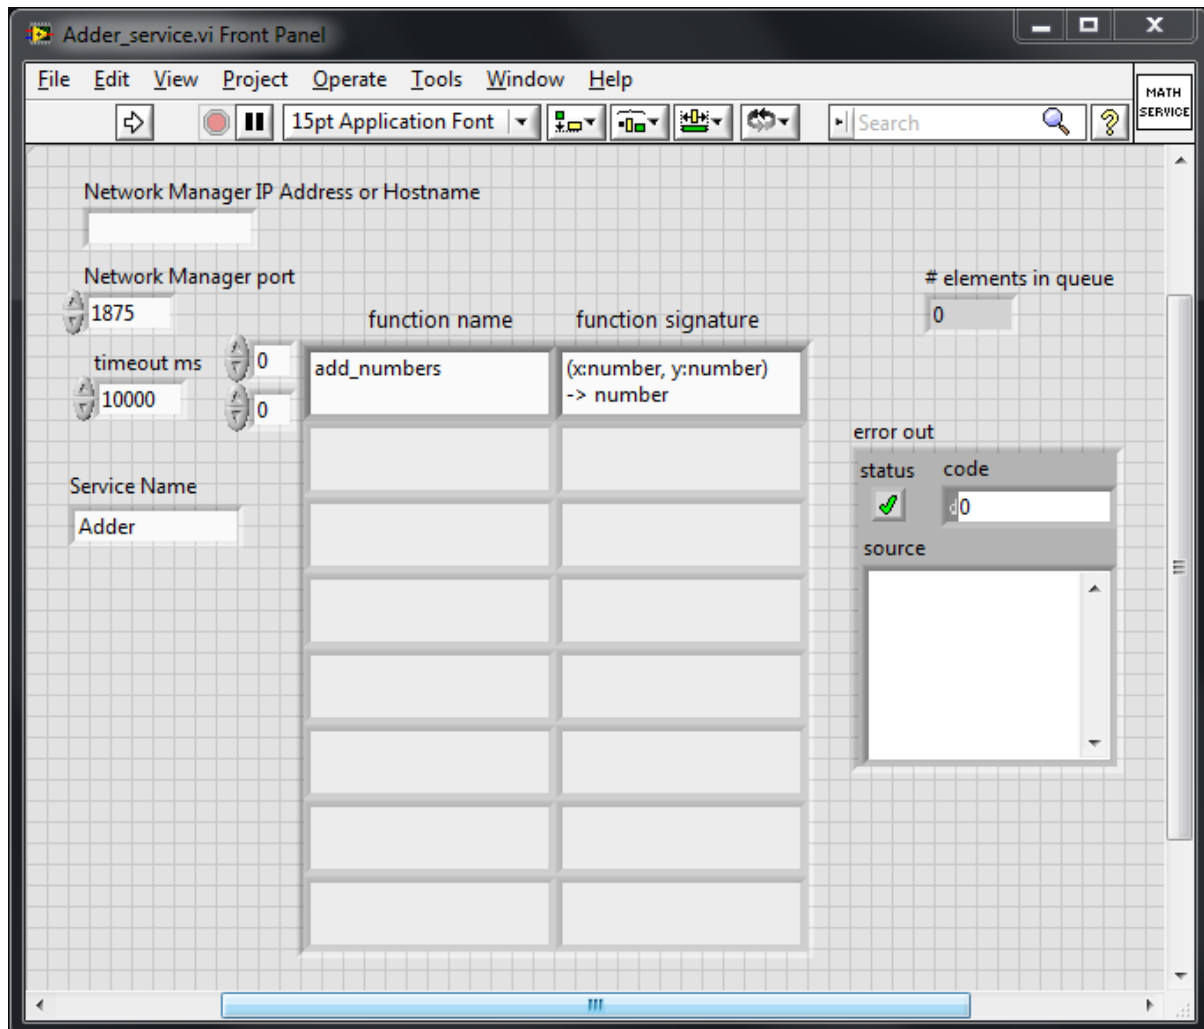 Adder_service.vi Front Panel
File Edit View Project Operate Tools Window Help
MATH
SERVICE
15pt Application Font
Search
?
Network Manager IP Address or Hostname
Network Manager port
1875
# elements in queue
0
function name function signature
timeout ms
10000
0
0
add_numbers
(x:number, y:number)
-> number
Service Name
Adder
error out
status code
d0
source